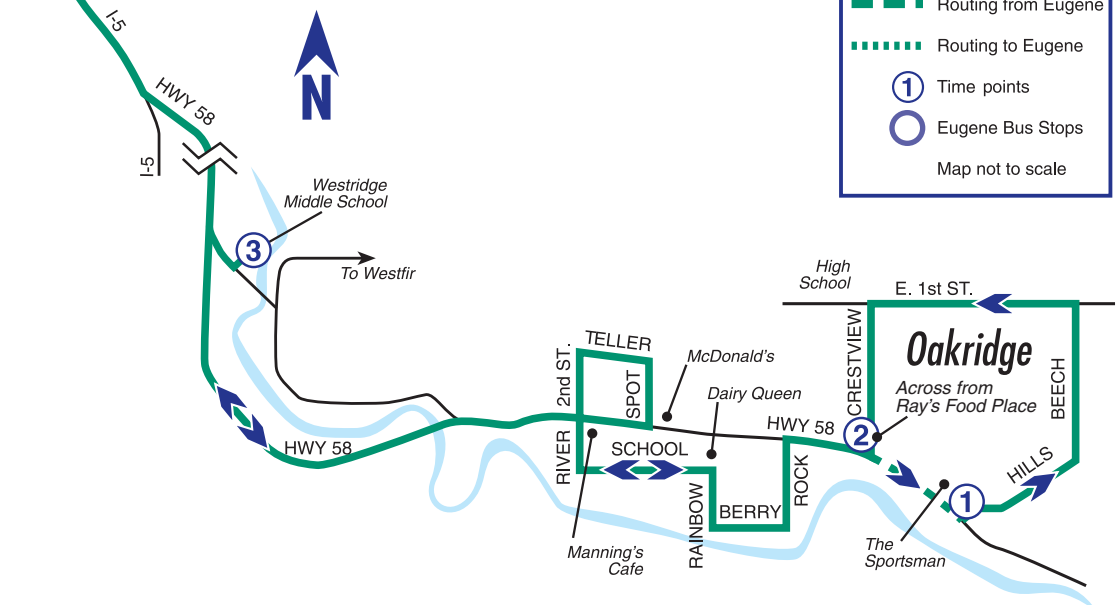 I-5
HWY 58
I-5
N
Routing from Eugene
Routing to Eugene
1
Time points
Eugene Bus Stops
Map not to scale
Westridge
Middle School
3
To Westfir
High
School
E. 1st ST.
Oakridge
CRESTVIEW
BEECH
Across from
Ray's Food Place
2
TELLER
2nd ST.
SPOT
McDonald's
Dairy Queen
HWY 58
HWY 58
RIVER
SCHOOL
ROCK
HILLS
1
RAINBOW
BERRY
Manning's
Cafe
The
Sportsman